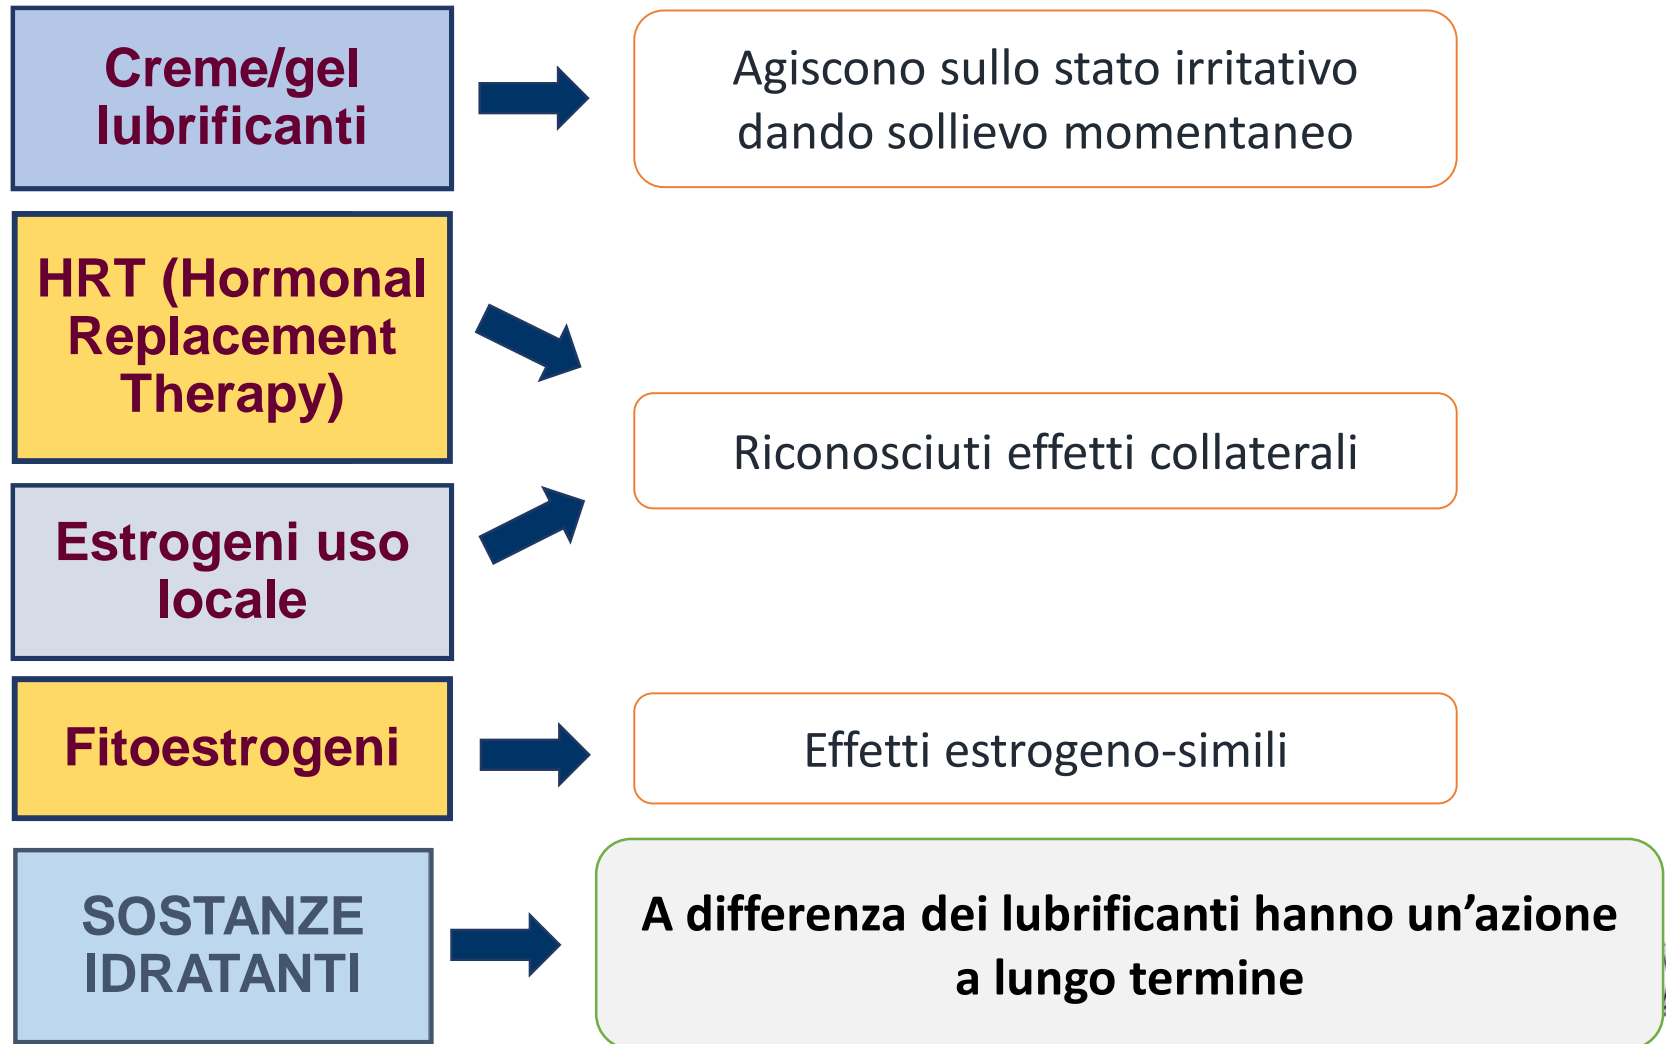 Creme/gel
lubrificanti
Agiscono sullo stato irritativo
dando sollievo momentaneo
HRT (Hormonal
Replacement
Therapy)
Riconosciuti effetti collaterali
Estrogeni uso
locale
Fitoestrogeni
Effetti estrogeno-simili
SOSTANZE
IDRATANTI
A differenza dei lubrificanti hanno un’azione
a lungo termine